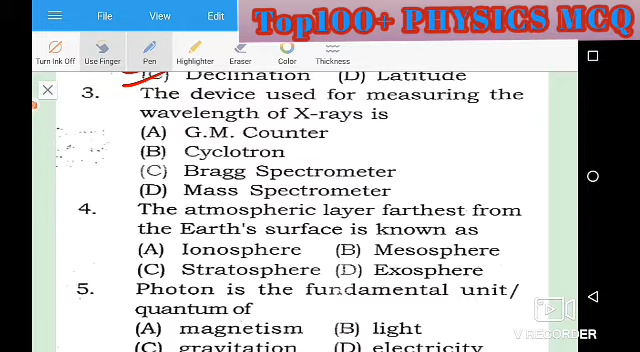 File View Edit
Top100+ PHYSICS MCQ
Turn Ink Off Use Finger Pen Highlighter Eraser Color Thickness
(C) Declination (D) Latitude
3. The device used for measuring the
wavelength of X-rays is
(A) G.M. Counter
(B) Cyclotron
(C) Bragg Spectrometer
(D) Mass Spectrometer
4. The atmospheric layer farthest from
the Earth's surface is known as
(A) Ionosphere (B) Mesosphere
(C) Stratosphere (D) Exosphere
5. Photon is the fundamental unit/
quantum of
(A) magnetism (B) light
(C) gravitation (D) electricity
V RECORDER